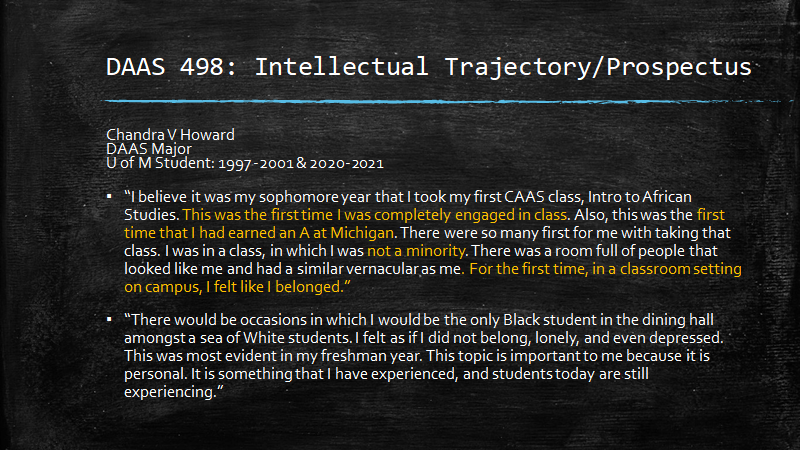 DAAS 498: Intellectual Trajectory/Prospectus
Chandra V Howard
DAAS Major
U of M Student: 1997-2001 & 2020-2021
▪ “I believe it was my sophomore year that I took my first CAAS class, Intro to African
Studies. This was the first time I was completely engaged in class. Also, this was the first
time that I had earned an A at Michigan. There were so many first for me with taking that
class. I was in a class, in which I was not a minority. There was a room full of people that
looked like me and had a similar vernacular as me. For the first time, in a classroom setting
on campus, I felt like I belonged.”
▪ “There would be occasions in which I would be the only Black student in the dining hall
amongst a sea of White students. I felt as if I did not belong, lonely, and even depressed.
This was most evident in my freshman year. This topic is important to me because it is
personal. It is something that I have experienced, and students today are still
experiencing.”